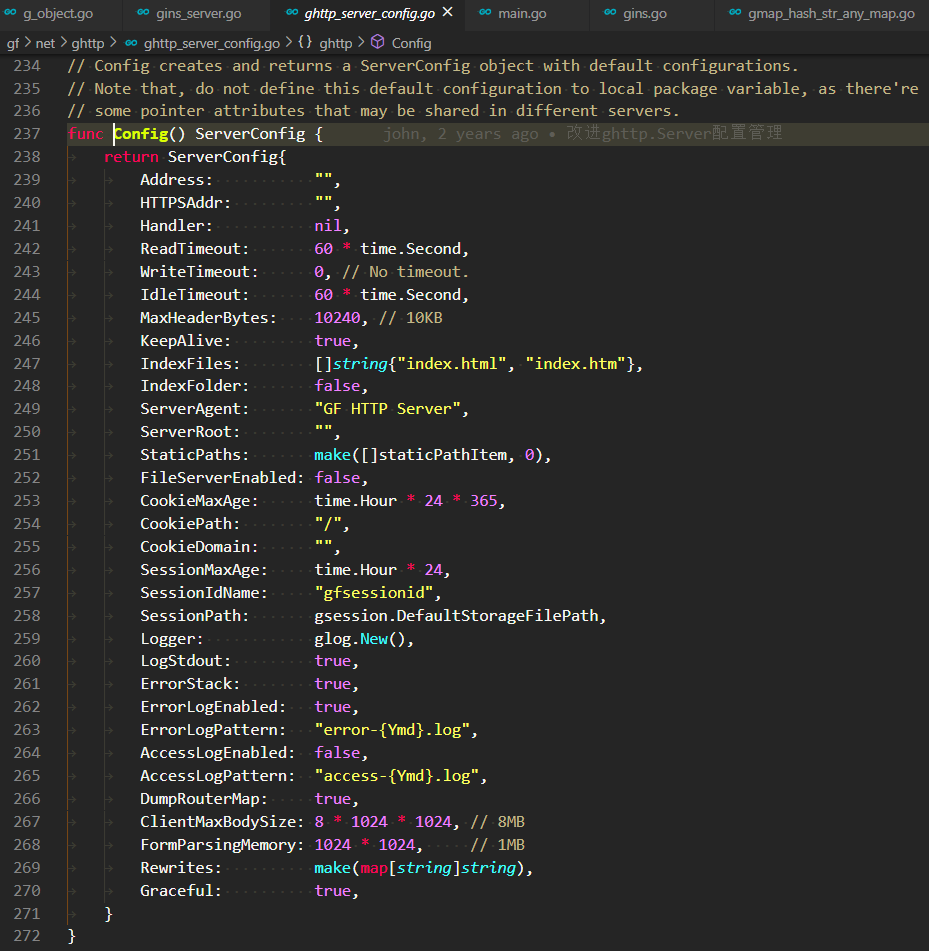 g_object.go gins_server.go ghttp_server_config.go main.go gins.go gmap_hash_str_any_map.go
gf > net > ghttp > ghttp_server_config.go > {} ghttp > Config
234 // Config creates and returns a ServerConfig object with default configurations.
235 // Note that, do not define this default configuration to local package variable, as there're
236 // some pointer attributes that may be shared in different servers.
237 func Config() ServerConfig { john, 2 years ago • 改进ghttp.Server配置管理
238 return ServerConfig{
239 Address: "",
240 HTTPSAddr: "",
241 Handler: nil,
242 ReadTimeout: 60 * time.Second,
243 WriteTimeout: 0, // No timeout.
244 IdleTimeout: 60 * time.Second,
245 MaxHeaderBytes: 10240, // 10KB
246 KeepAlive: true,
247 IndexFiles: []string{"index.html", "index.htm"},
248 IndexFolder: false,
249 ServerAgent: "GF HTTP Server",
250 ServerRoot: "",
251 StaticPaths: make([]staticPathItem, 0),
252 FileServerEnabled: false,
253 CookieMaxAge: time.Hour * 24 * 365,
254 CookiePath: "/",
255 CookieDomain: "",
256 SessionMaxAge: time.Hour * 24,
257 SessionIdName: "gfsessionid",
258 SessionPath: gsession.DefaultStorageFilePath,
259 Logger: glog.New(),
260 LogStdout: true,
261 ErrorStack: true,
262 ErrorLogEnabled: true,
263 ErrorLogPattern: "error-{Ymd}.log",
264 AccessLogEnabled: false,
265 AccessLogPattern: "access-{Ymd}.log",
266 DumpRouterMap: true,
267 ClientMaxBodySize: 8 * 1024 * 1024, // 8MB
268 FormParsingMemory: 1024 * 1024, // 1MB
269 Rewrites: make(map[string]string),
270 Graceful: true,
271 }
272 }